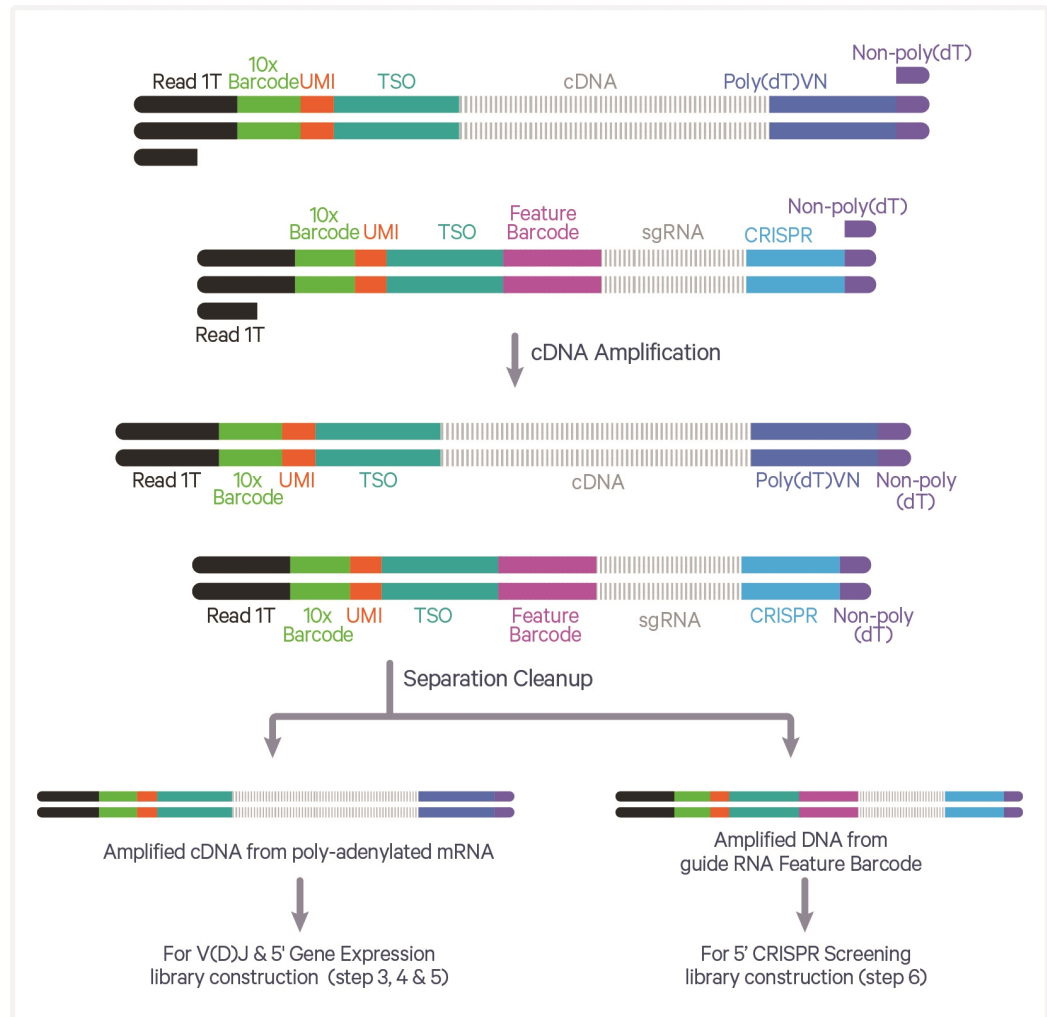 Non-poly(dT)
Read 1T
10x
Barcode
UMI
TSO
cDNA
Poly(dT)VN
Non-poly(dT)
10x
Barcode
UMI
TSO
Feature
Barcode
sgRNA
CRISPR
Read 1T
cDNA Amplification
Read 1T
10x
Barcode
UMI
TSO
cDNA
Poly(dT)VN
Non-poly
(dT)
Read 1T
10x
Barcode
UMI
TSO
Feature
Barcode
sgRNA
CRISPR
Non-poly
(dT)
Separation Cleanup
Amplified cDNA from poly-adenylated mRNA
Amplified DNA from
guide RNA Feature Barcode
For V(D)J & 5' Gene Expression
library construction (step 3, 4 & 5)
For 5’ CRISPR Screening
library construction (step 6)